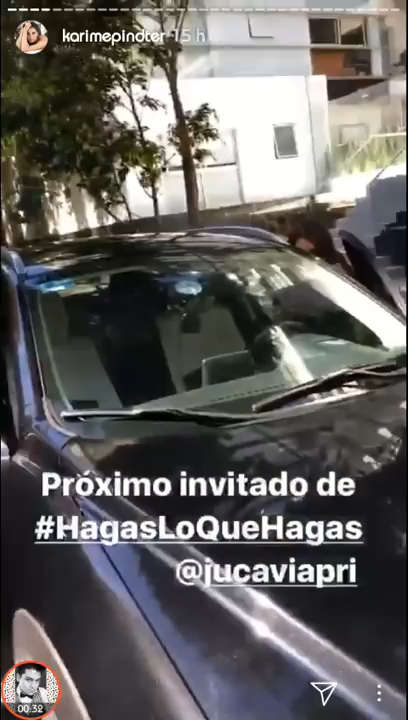 karimepindter 15 h
Próximo invitado de
#HagasLoQueHagas
@jucaviapri
00:32